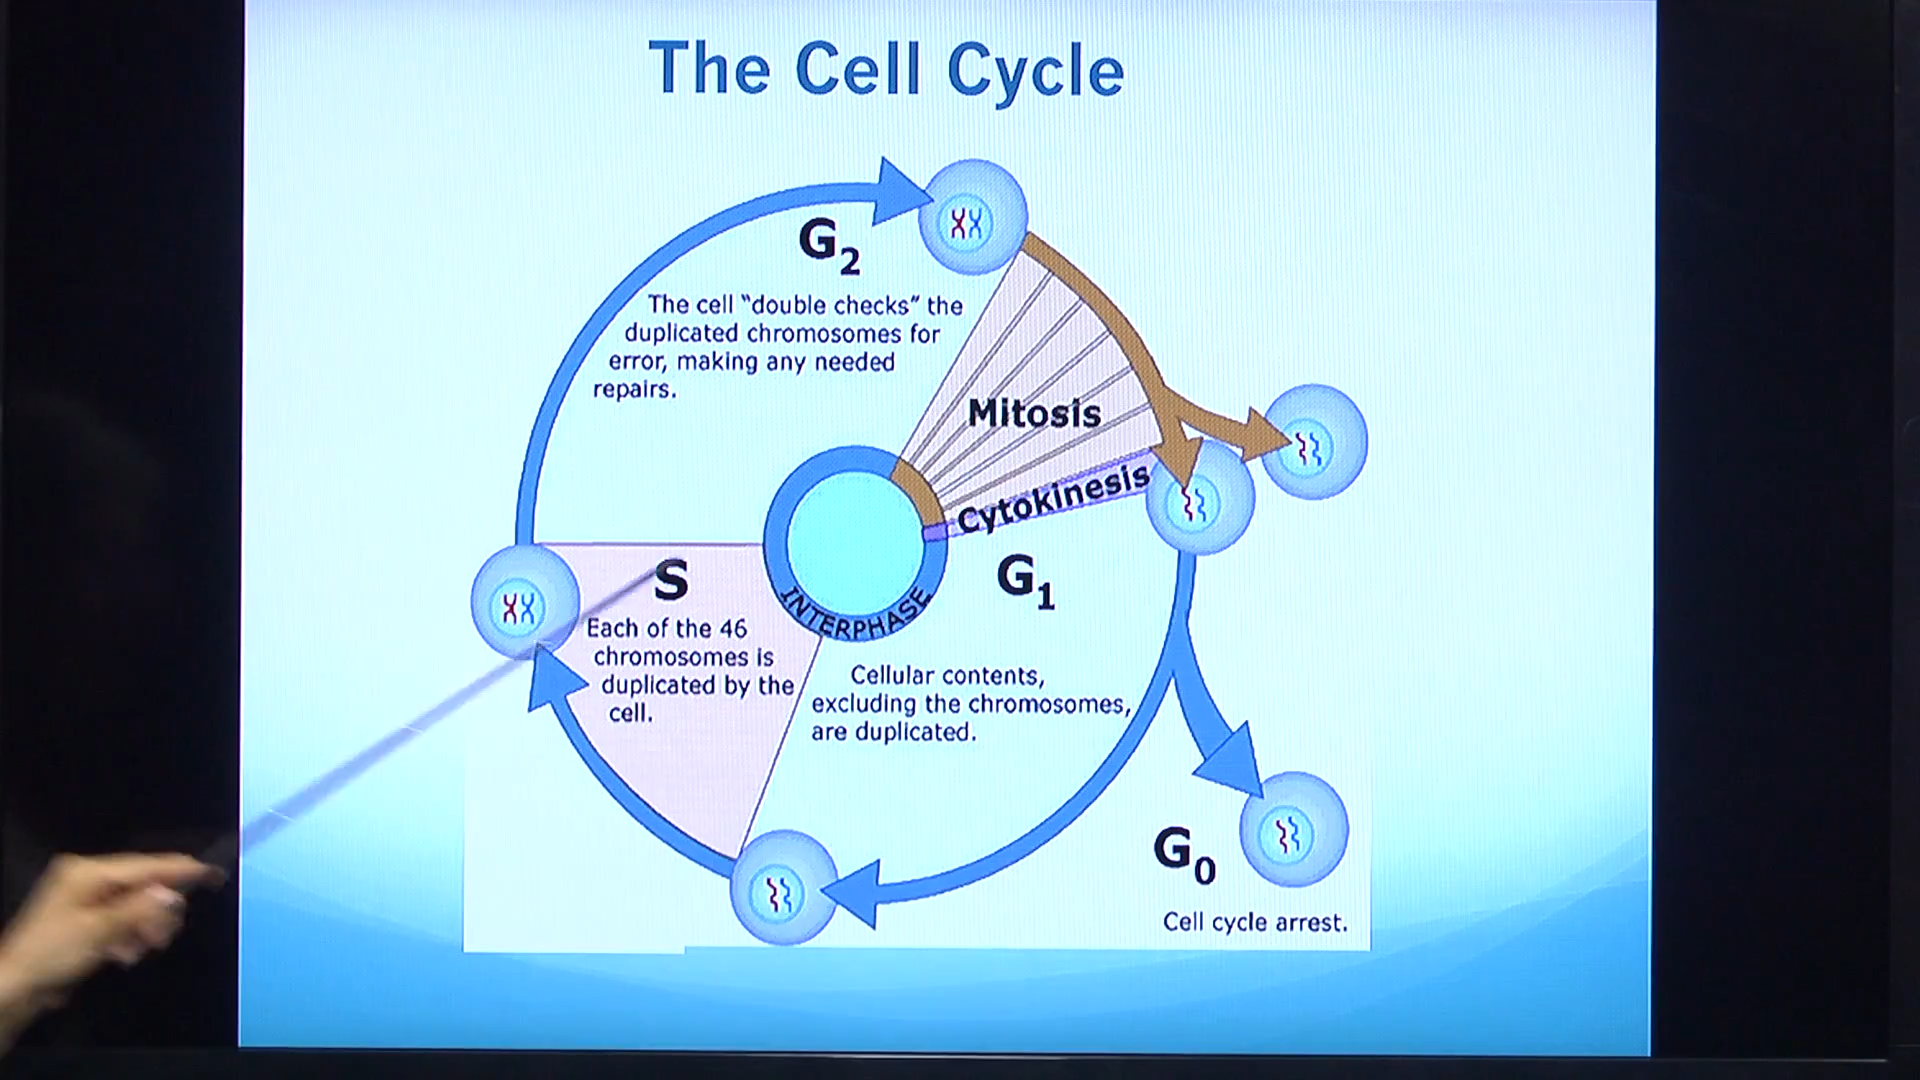 The Cell Cycle
G2
The cell "double checks" the
duplicated chromosomes for
error, making any needed
repairs.
Mitosis
Cytokinesis
S
Each of the 46
chromosomes is
duplicated by the
cell.
INTERPHASE
G1
Cellular contents,
excluding the chromosomes,
are duplicated.
G0
Cell cycle arrest.